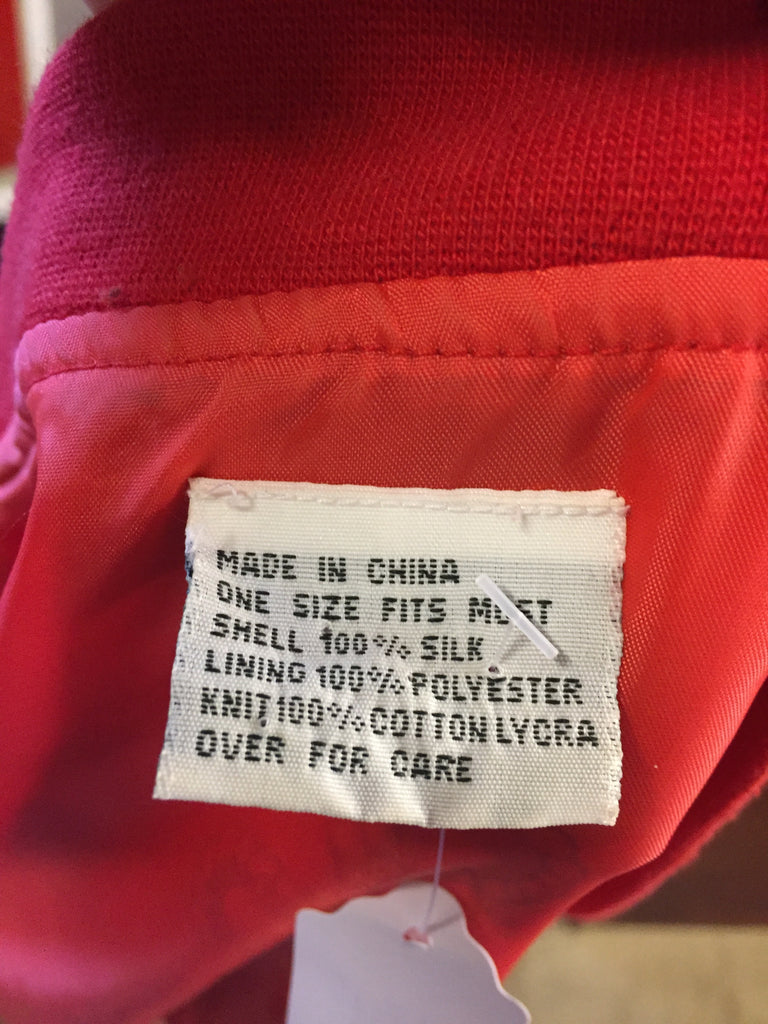 MADE IN CHINA
ONE SIZE FITS MOST
SHELL 100% SILK
LINING 100% POLYESTER
KNIT 100% COTTON LYCRA
OVER FOR CARE